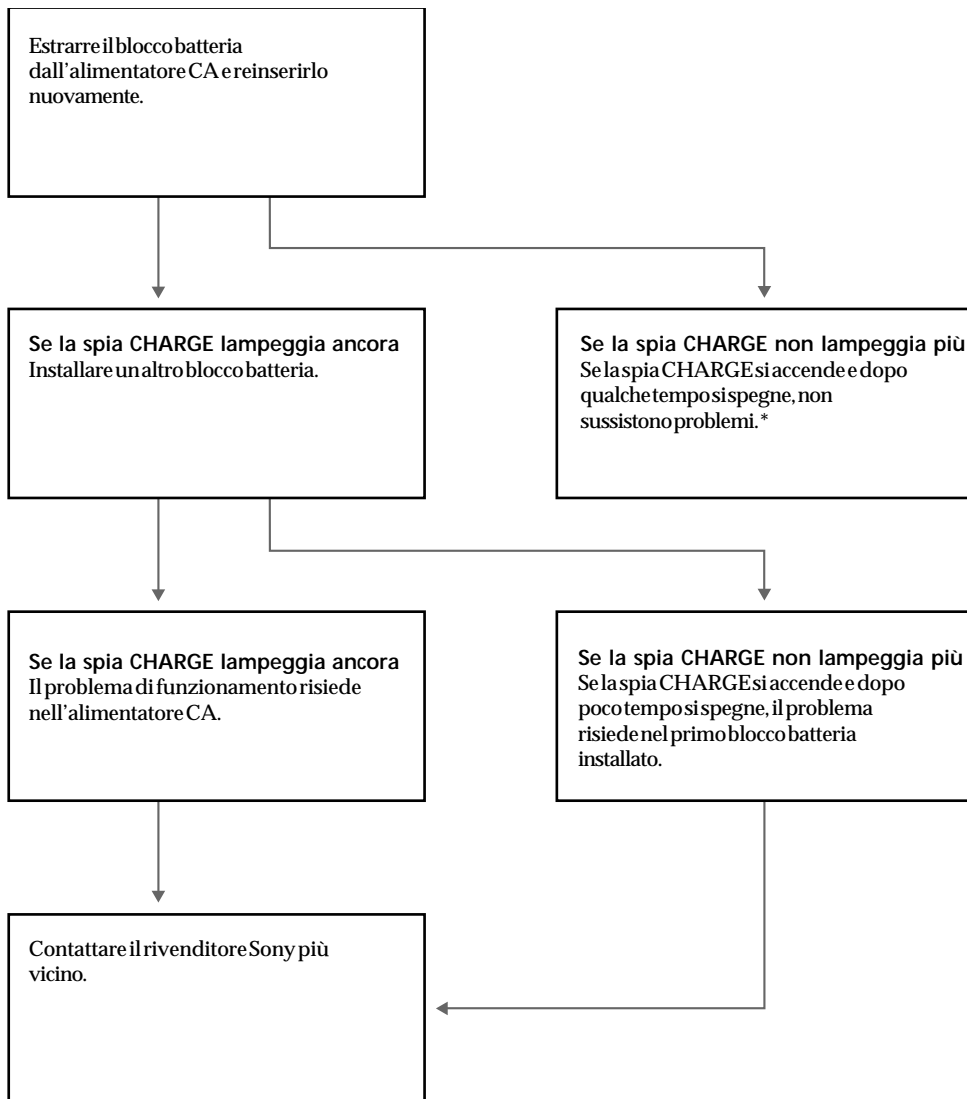 Estrarre il blocco batteria
dall'alimentatore CA e reinserirlo
nuovamente.
Se la spia CHARGE lampeggia ancora
Installare un altro blocco batteria.
Se la spia CHARGE non lampeggia più
Se la spia CHARGE si accende e dopo
qualche tempo si spegne, non
sussistono problemi.*
Se la spia CHARGE lampeggia ancora
Il problema di funzionamento risiede
nell'alimentatore CA.
Se la spia CHARGE non lampeggia più
Se la spia CHARGE si accende e dopo
poco tempo si spegne, il problema
risiede nel primo blocco batteria
installato.
Contattare il rivenditore Sony più
vicino.